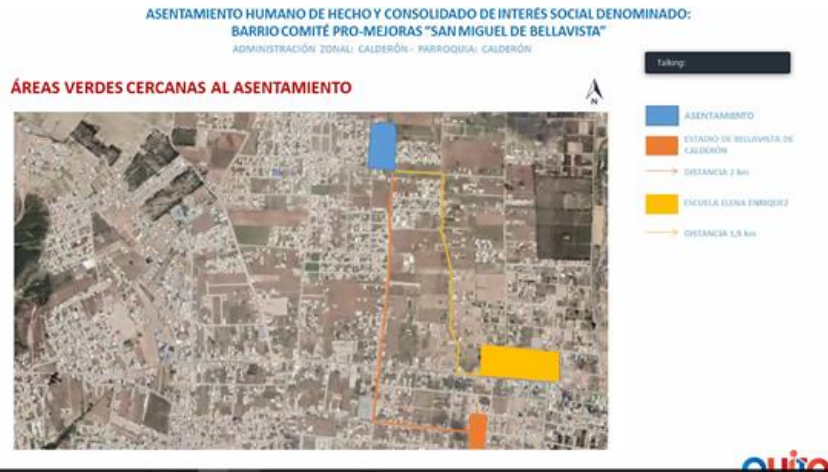 ASENTAMIENTO HUMANO DE HECHO Y CONSOLIDADO DE INTERÉS SOCIAL DENOMINADO:
BARRIO COMITÉ PRO-MEJORAS "SAN MIGUEL DE BELLAVISTA"
ADMINISTRACIÓN ZONAL: CALDERÓN - PARROQUIA: CALDERÓN
Talking:
ÁREAS VERDES CERCANAS AL ASENTAMIENTO
N
ASENTAMIENTO
ESTADIO DE BELLAVISTA DE
CALDERÓN
DISTANCIA 2 km
ESCUELA ELENA ENRIQUEZ
DISTANCIA 1,9 km
QUITO